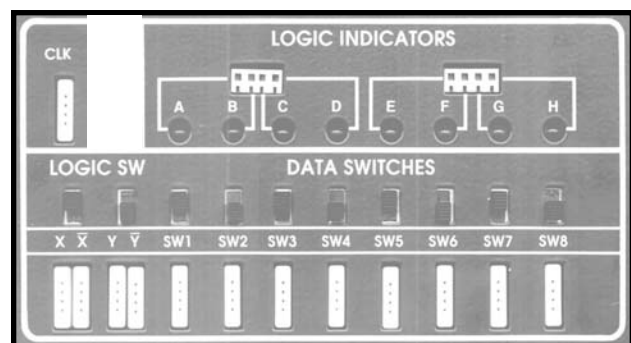 LOGIC INDICATORS
CLK
A B C D E F G H
LOGIC SW DATA SWITCHES
X X̅ Y Y̅ SW1 SW2 SW3 SW4 SW5 SW6 SW7 SW8